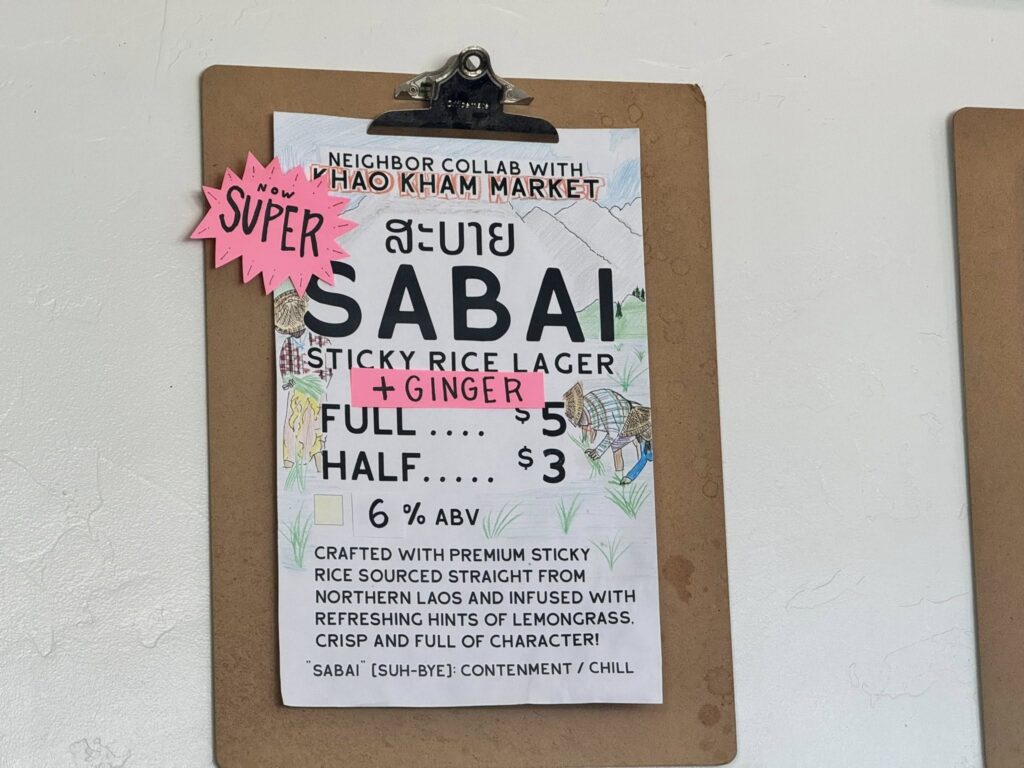 OfficeMate
NEIGHBOR COLLAB WITH
KHAO KHAM MARKET
NOW
SUPER
ສະບາຍ
SABAI
STICKY RICE LAGER
+ GINGER
FULL .... $5
HALF..... $3
6 % ABV
CRAFTED WITH PREMIUM STICKY
RICE SOURCED STRAIGHT FROM
NORTHERN LAOS AND INFUSED WITH
REFRESHING HINTS OF LEMONGRASS.
CRISP AND FULL OF CHARACTER!
"SABAI" [SUH-BYE]: CONTENMENT / CHILL